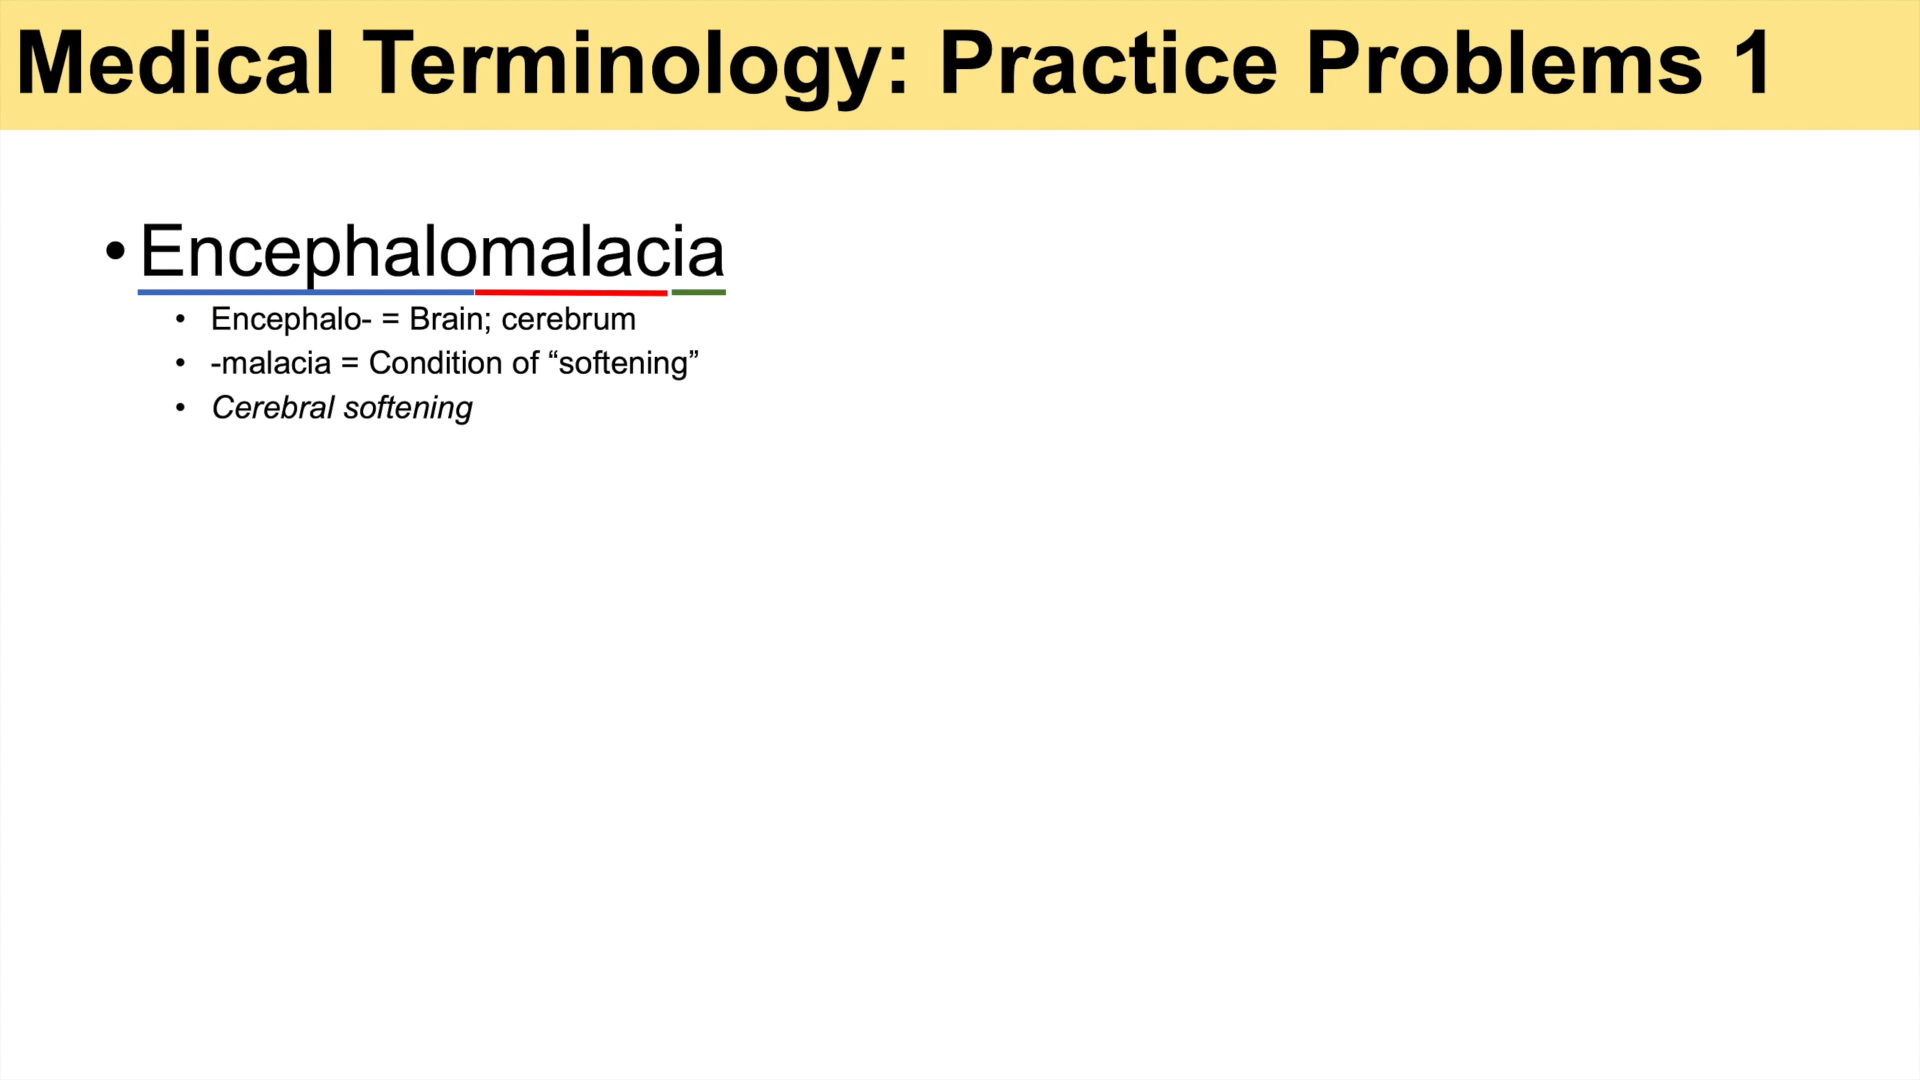 Medical Terminology: Practice Problems 1
• Encephalomalacia
• Encephalo- = Brain; cerebrum
• -malacia = Condition of “softening”
• Cerebral softening